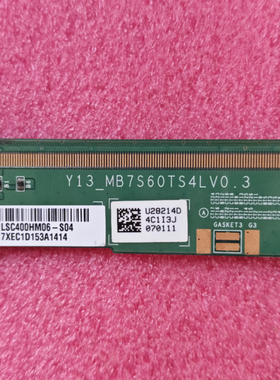 Y13_MB7S60TS4LV0.3
LSC400HM06-S04
7XEC1D153A1414
U28214D
4C1I3J
070111
A
GASKET3 G3